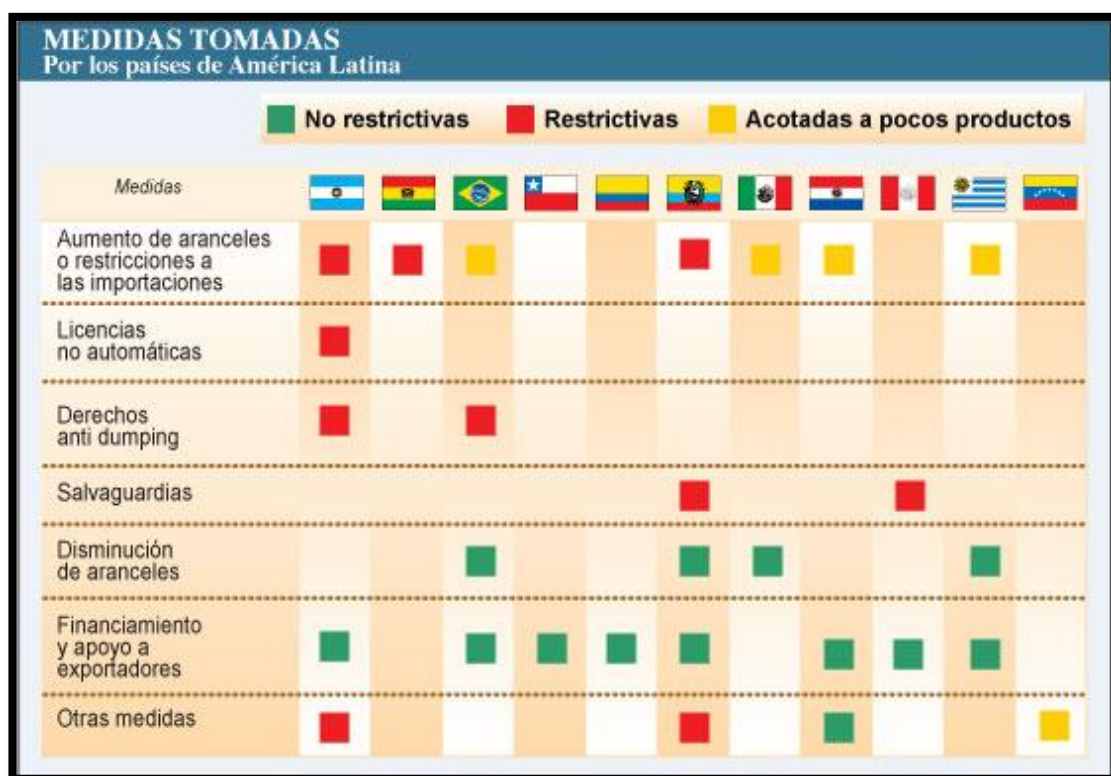 MEDIDAS TOMADAS
Por los países de América Latina
No restrictivas Restrictivas Acotadas a pocos productos
Medidas
Aumento de aranceles
o restricciones a
las importaciones
Licencias
no automáticas
Derechos
anti dumping
Salvaguardias
Disminución
de aranceles
Financiamiento
y apoyo a
exportadores
Otras medidas